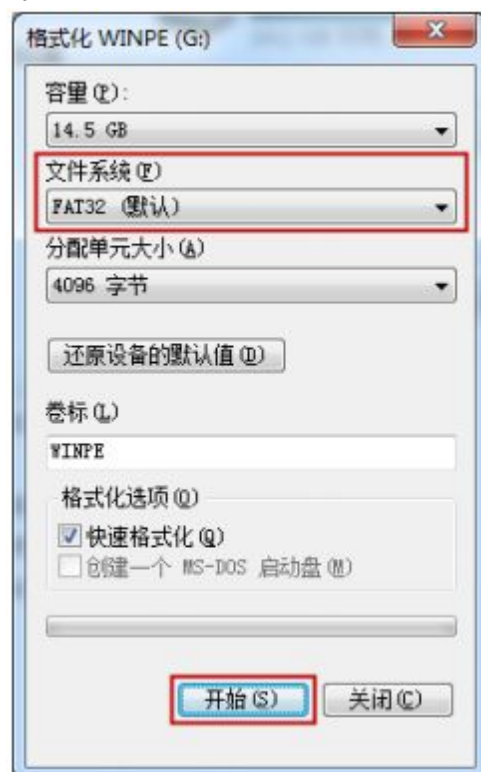 格式化 WINPE (G:)
容量(P):
14.5 GB
文件系统(F)
FAT32 (默认)
分配单元大小(A)
4096 字节
还原设备的默认值(D)
卷标(L)
WINPE
格式化选项(O)
快速格式化(Q)
创建一个 MS-DOS 启动盘(M)
开始(S)
关闭(C)